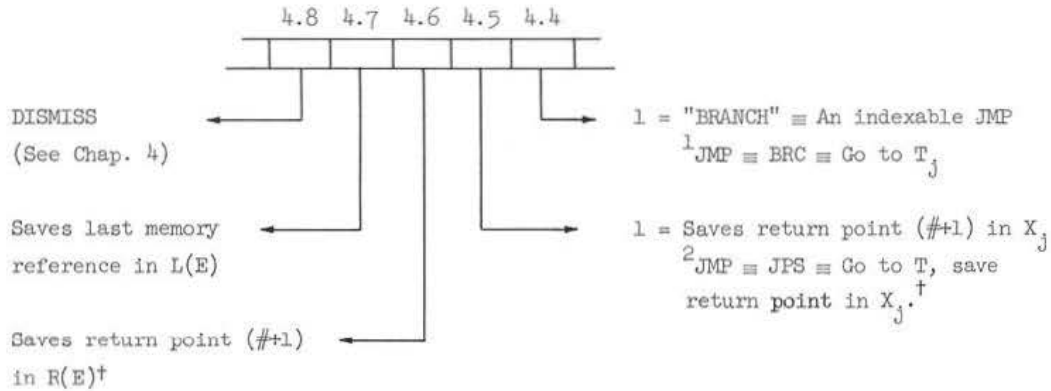 4.8 4.7 4.6 4.5 4.4
DISMISS
(See Chap. 4)
1 = "BRANCH" ≡ An indexable JMP
¹JMP ≡ BRC ≡ Go to Tⱼ
Saves last memory
reference in L(E)
1 = Saves return point (#+1) in Xⱼ
²JMP ≡ JPS ≡ Go to T, save
return point in Xⱼ.†
Saves return point (#+1)
in R(E)†